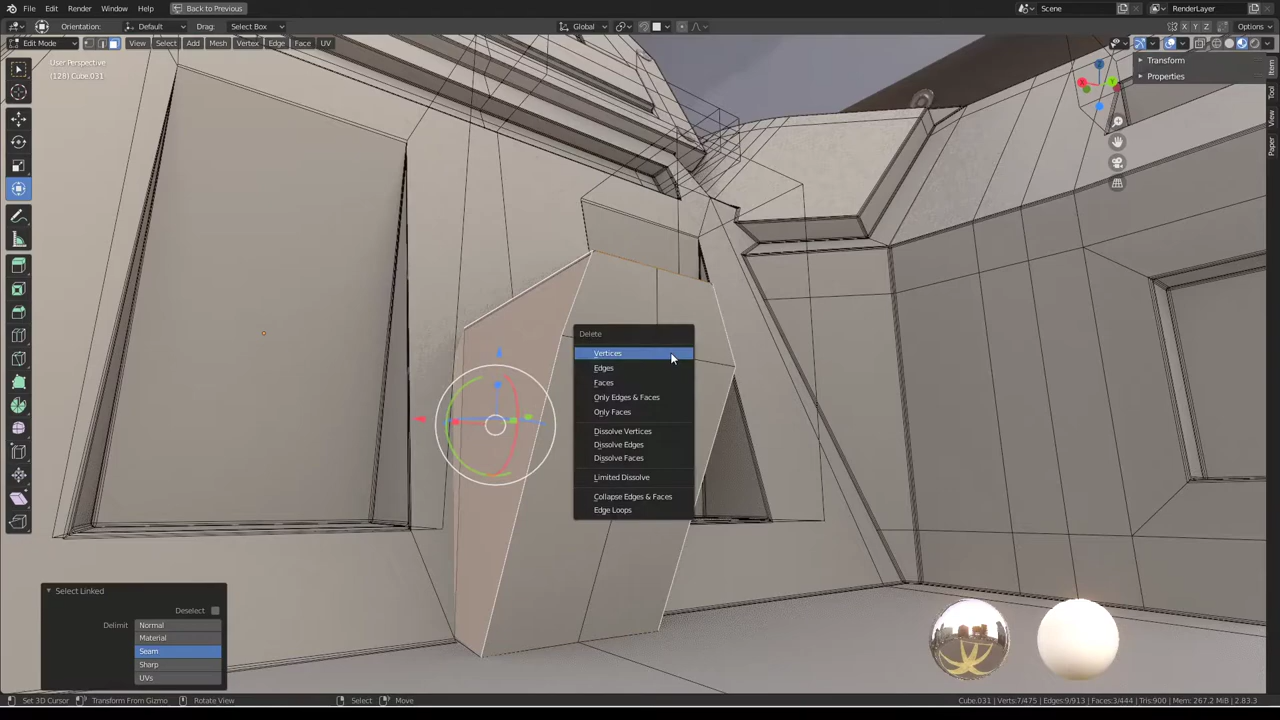 File Edit Render Window Help Back to Previous Scene RenderLayer
Orientation: Default Drag: Select Box Global Options
Edit Mode View Select Add Mesh Vertex Edge Face UV
User Perspective
(128) Cube.031
Transform
Properties
Item
Tool
View
Paper
Z
X
Y
Delete
Vertices
Edges
Faces
Only Edges & Faces
Only Faces
Dissolve Vertices
Dissolve Edges
Dissolve Faces
Limited Dissolve
Collapse Edges & Faces
Edge Loops
Select Linked
Deselect
Delimit Normal
Material
Seam
Sharp
UVs
Set 3D Cursor Transform From Gizmo Rotate View Select Move Cube.031 | Verts:7/475 | Edges:9/913 | Faces:3/444 | Tris:900 | Mem: 267.2 MiB | 2.83.3